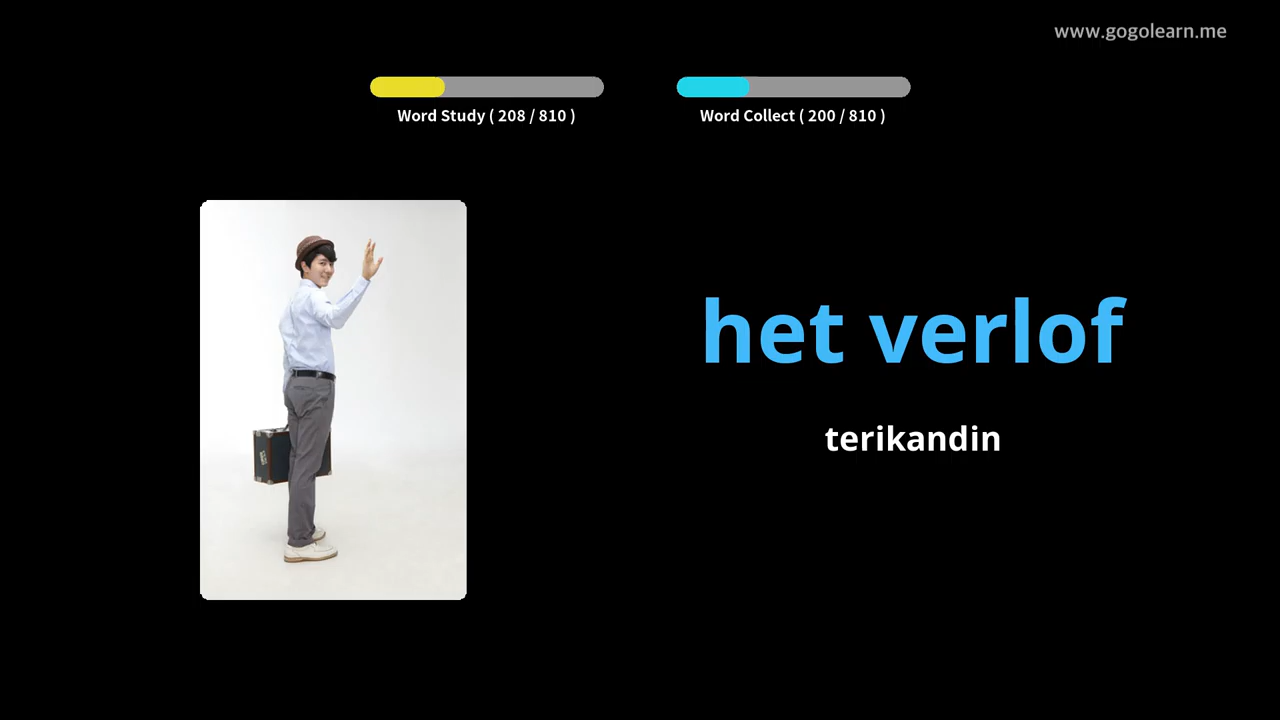 www.gogolearn.me
Word Study ( 208 / 810 )
Word Collect ( 200 / 810 )
het verlof
terikandin